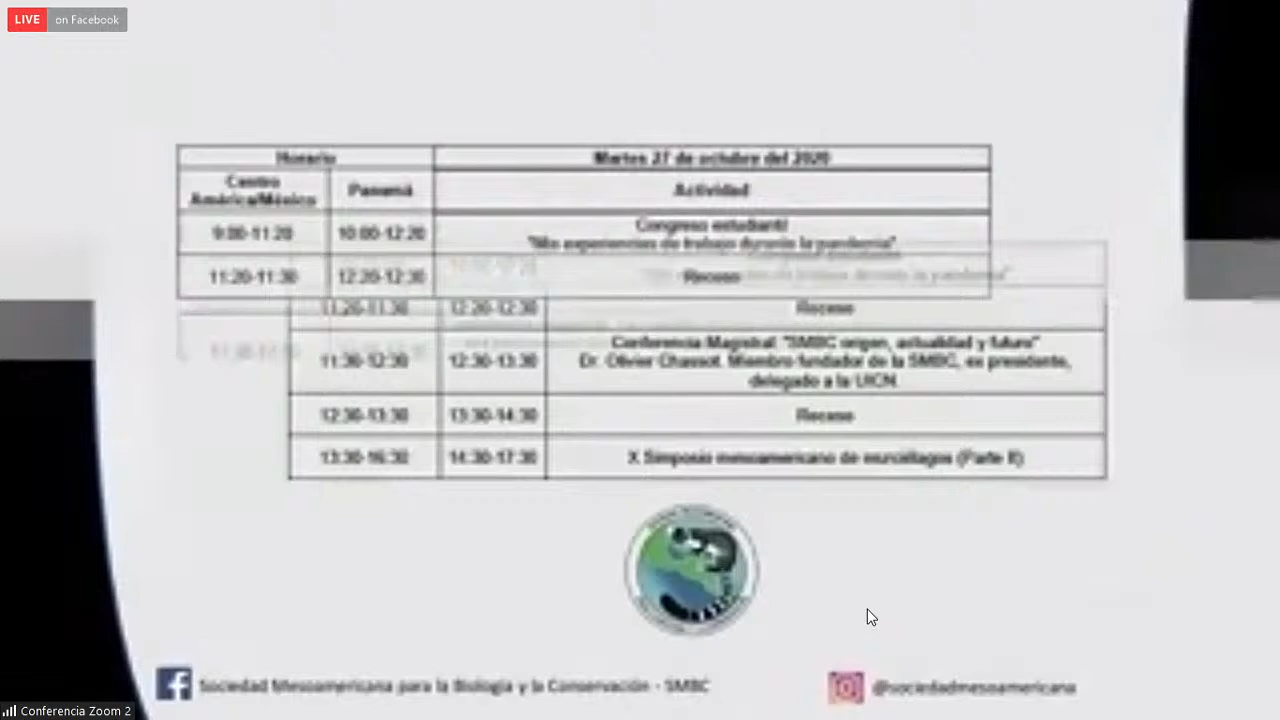 LIVE on Facebook
Horario Martes 27 de octubre del 2020
Centro
América/México Panamá Actividad
9:00-11:20 10:00-12:20 Congreso estudiantil
"Mis experiencias de trabajo durante la pandemia".
11:20-11:30 12:20-12:30 Receso
de trabajo durante la pandemia"
11:20-11:30 12:20-12:30 Receso
11:30-12:30 12:30-13:30 Conferencia Magistral: "SMBC origen, actualidad y futuro"
Dr. Olivier Chassot. Miembro fundador de la SMBC, ex presidente,
delegado a la UICN
12:30-13:30 13:30-14:30 Receso
13:30-16:30 14:30-17:30 X Simposio mesoamericano de murciélagos (Parte II)
Sociedad Mesoamericana para la Biología y la Conservación - SMBC @sociedadmesoamericana
Conferencia Zoom 2